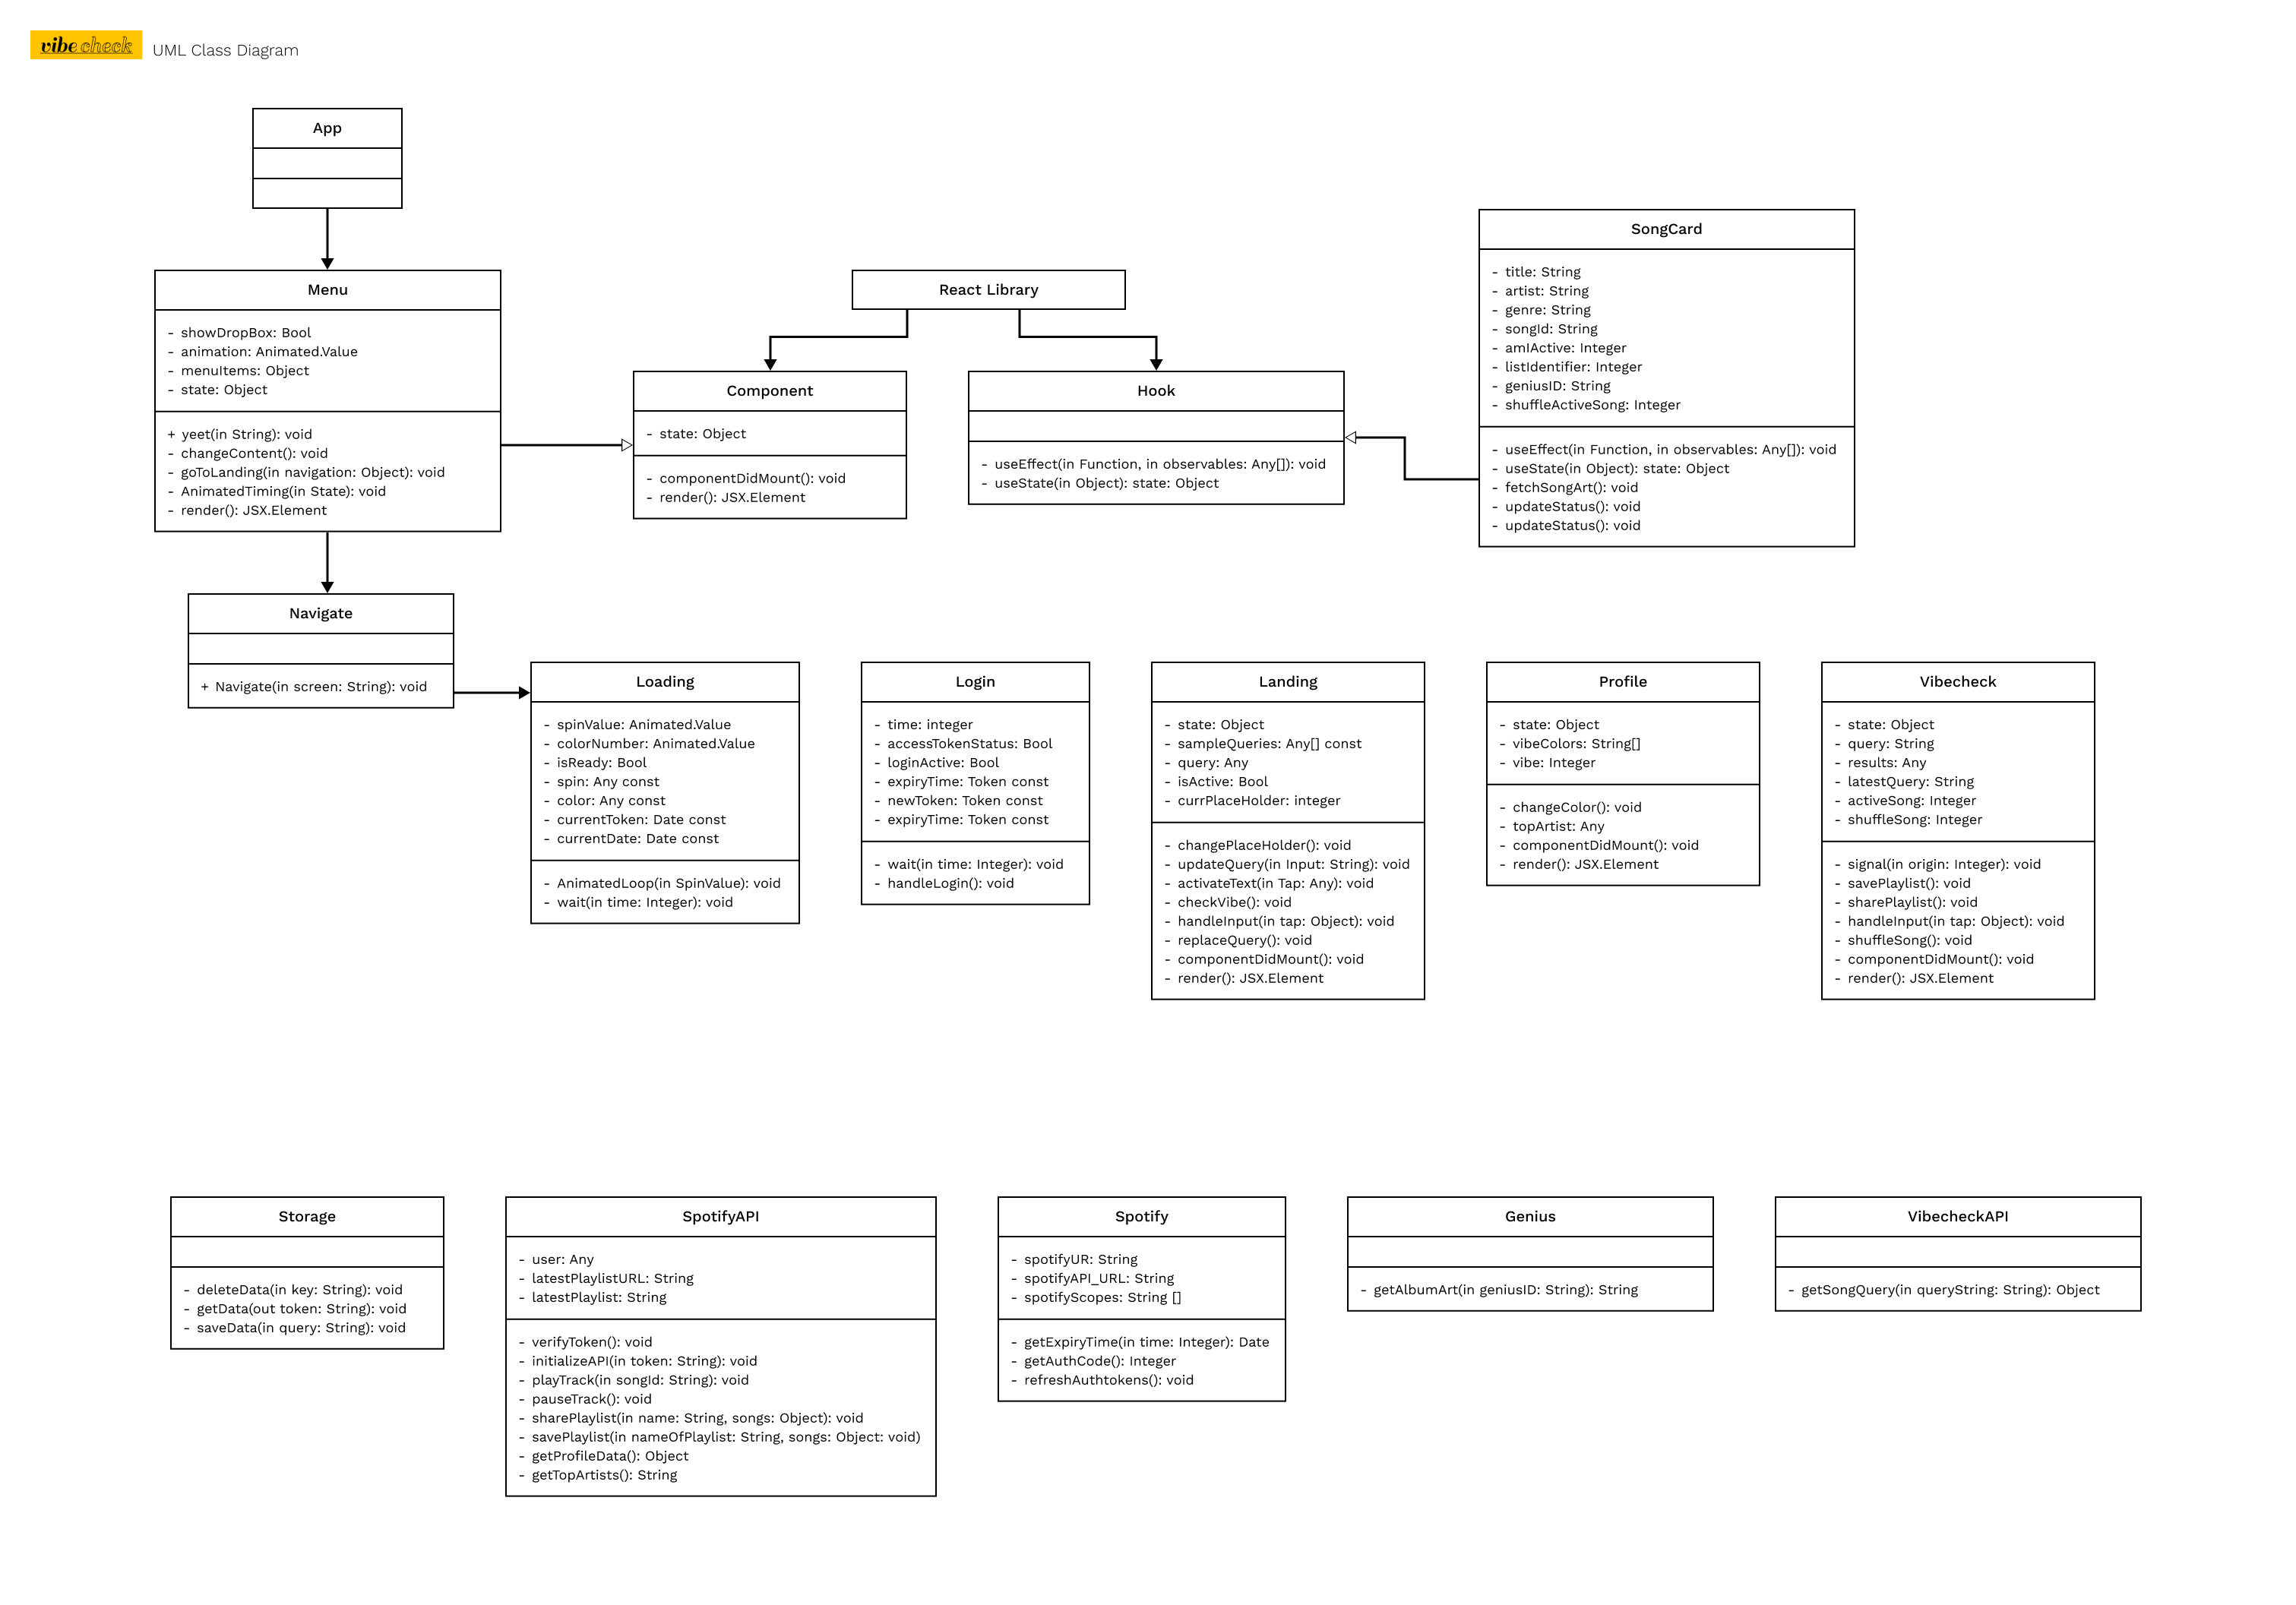 vibe check
UML Class Diagram
App
Menu
- showDropBox: Bool
- animation: Animated.Value
- menuItems: Object
- state: Object
+ yeet(in String): void
- changeContent(): void
- goToLanding(in navigation: Object): void
- AnimatedTiming(in State): void
- render(): JSX.Element
React Library
Component
- state: Object
- componentDidMount(): void
- render(): JSX.Element
Hook
- useEffect(in Function, in observables: Any[]): void
- useState(in Object): state: Object
SongCard
- title: String
- artist: String
- genre: String
- songId: String
- amIActive: Integer
- listIdentifier: Integer
- geniusID: String
- shuffleActiveSong: Integer
- useEffect(in Function, in observables: Any[]): void
- useState(in Object): state: Object
- fetchSongArt(): void
- updateStatus(): void
- updateStatus(): void
Navigate
+ Navigate(in screen: String): void
Loading
- spinValue: Animated.Value
- colorNumber: Animated.Value
- isReady: Bool
- spin: Any const
- color: Any const
- currentToken: Date const
- currentDate: Date const
- AnimatedLoop(in SpinValue): void
- wait(in time: Integer): void
Login
- time: integer
- accessTokenStatus: Bool
- loginActive: Bool
- expiryTime: Token const
- newToken: Token const
- expiryTime: Token const
- wait(in time: Integer): void
- handleLogin(): void
Landing
- state: Object
- sampleQueries: Any[] const
- query: Any
- isActive: Bool
- currPlaceHolder: integer
- changePlaceHolder(): void
- updateQuery(in Input: String): void
- activateText(in Tap: Any): void
- checkVibe(): void
- handleInput(in tap: Object): void
- replaceQuery(): void
- componentDidMount(): void
- render(): JSX.Element
Profile
- state: Object
- vibeColors: String[]
- vibe: Integer
- changeColor(): void
- topArtist: Any
- componentDidMount(): void
- render(): JSX.Element
Vibecheck
- state: Object
- query: String
- results: Any
- latestQuery: String
- activeSong: Integer
- shuffleSong: Integer
- signal(in origin: Integer): void
- savePlaylist(): void
- sharePlaylist(): void
- handleInput(in tap: Object): void
- shuffleSong(): void
- componentDidMount(): void
- render(): JSX.Element
Storage
- deleteData(in key: String): void
- getData(out token: String): void
- saveData(in query: String): void
SpotifyAPI
- user: Any
- latestPlaylistURL: String
- latestPlaylist: String
- verifyToken(): void
- initializeAPI(in token: String): void
- playTrack(in songId: String): void
- pauseTrack(): void
- sharePlaylist(in name: String, songs: Object): void
- savePlaylist(in nameOfPlaylist: String, songs: Object: void)
- getProfileData(): Object
- getTopArtists(): String
Spotify
- spotifyUR: String
- spotifyAPI_URL: String
- spotifyScopes: String []
- getExpiryTime(in time: Integer): Date
- getAuthCode(): Integer
- refreshAuthtokens(): void
Genius
- getAlbumArt(in geniusID: String): String
VibecheckAPI
- getSongQuery(in queryString: String): Object